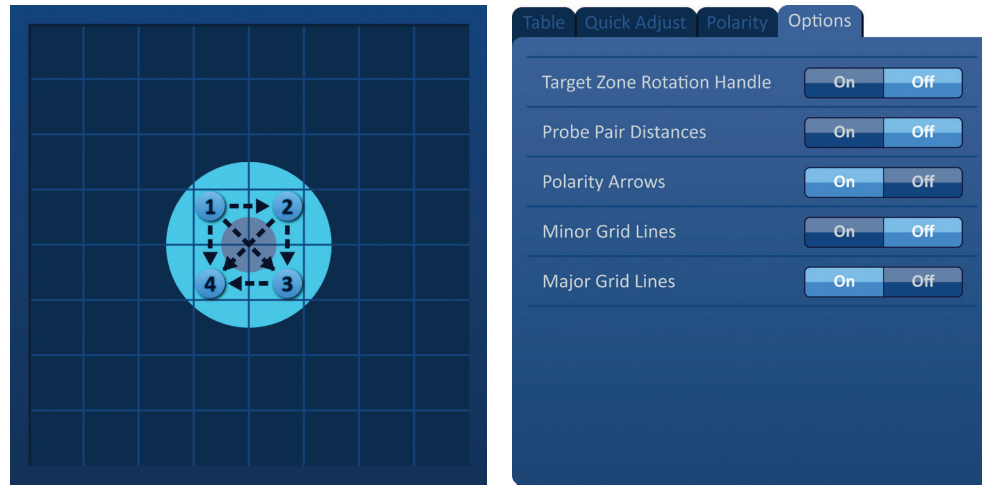 1 2
4 3
Table Quick Adjust Polarity Options
Target Zone Rotation Handle On Off
Probe Pair Distances On Off
Polarity Arrows On Off
Minor Grid Lines On Off
Major Grid Lines On Off